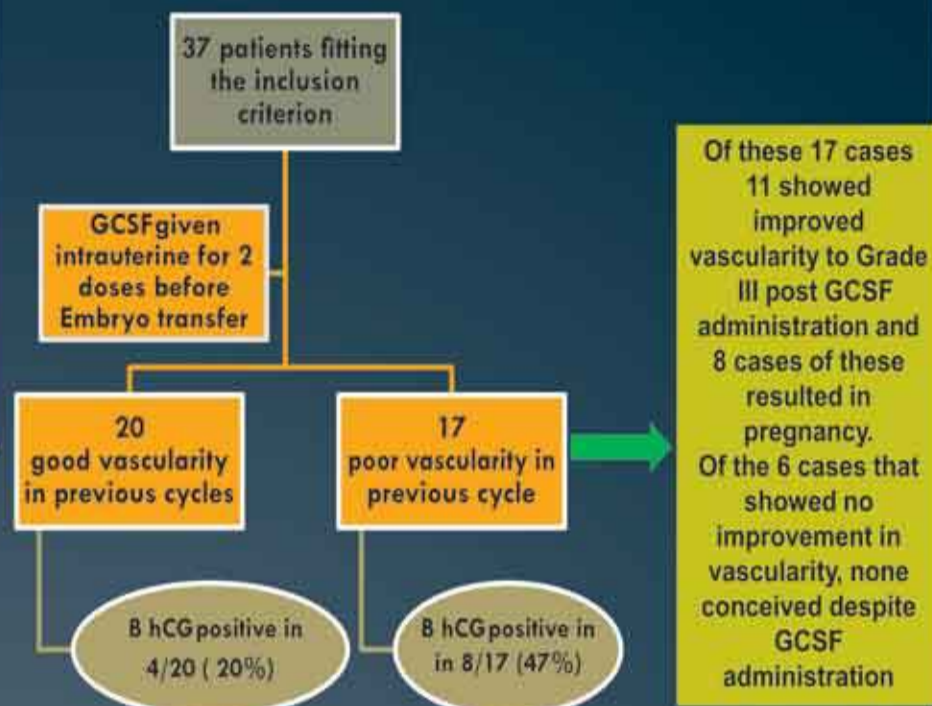 37 patients fitting
the inclusion
criterion
GCSFgiven
intrauterine for 2
doses before
Embryo transfer
20
good vascularity
in previous cycles
17
poor vascularity in
previous cycle
B hCGpositive in
4/20 ( 20%)
B hCGpositive in
in 8/17 (47%)
Of these 17 cases
11 showed
improved
vascularity to Grade
III post GCSF
administration and
8 cases of these
resulted in
pregnancy.
Of the 6 cases that
showed no
improvement in
vascularity, none
conceived despite
GCSF
administration